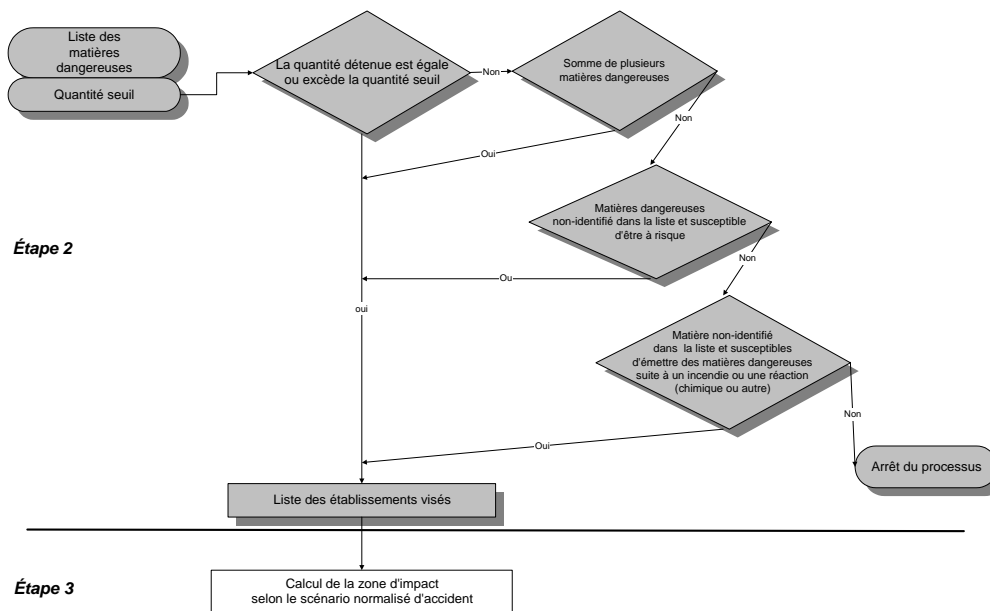 Liste des
matières
dangereuses
Quantité seuil
La quantité détenue est égale
ou excède la quantité seuil
Non
Somme de plusieurs
matières dangereuses
Non
Oui
Matières dangereuses
non-identifié dans la liste et susceptible
d'être à risque
Étape 2
Non
Ou
oui
Matière non-identifié
dans la liste et susceptibles
d'émettre des matières dangereuses
suite à un incendie ou une réaction
(chimique ou autre)
Non
Oui
Arrêt du processus
Liste des établissements visés
Étape 3
Calcul de la zone d'impact
selon le scénario normalisé d'accident